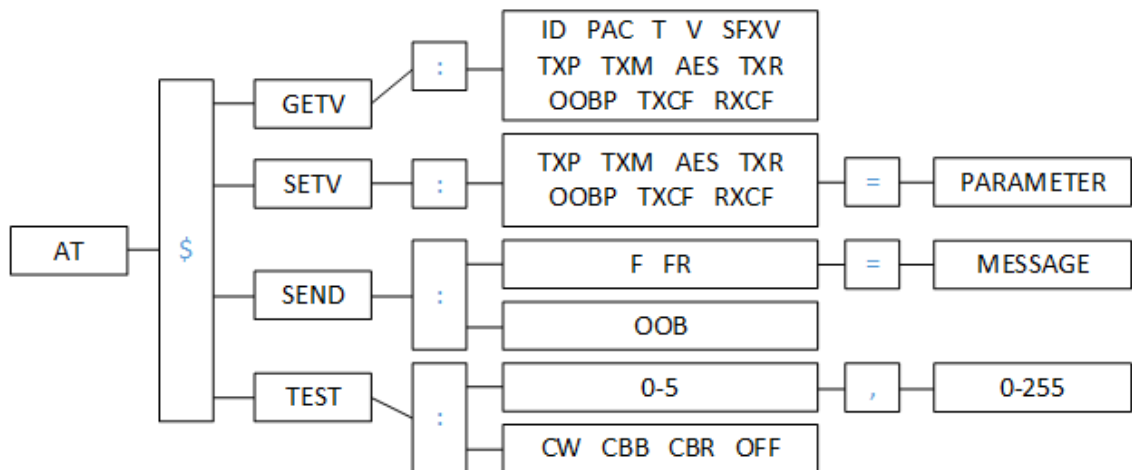 AT
$
GETV
:
ID PAC T V SFXV
TXP TXM AES TXR
OOBP TXCF RXCF
SETV
:
TXP TXM AES TXR
OOBP TXCF RXCF
=
PARAMETER
SEND
:
F FR
=
MESSAGE
OOB
TEST
:
0-5
,
0-255
CW CBB CBR OFF